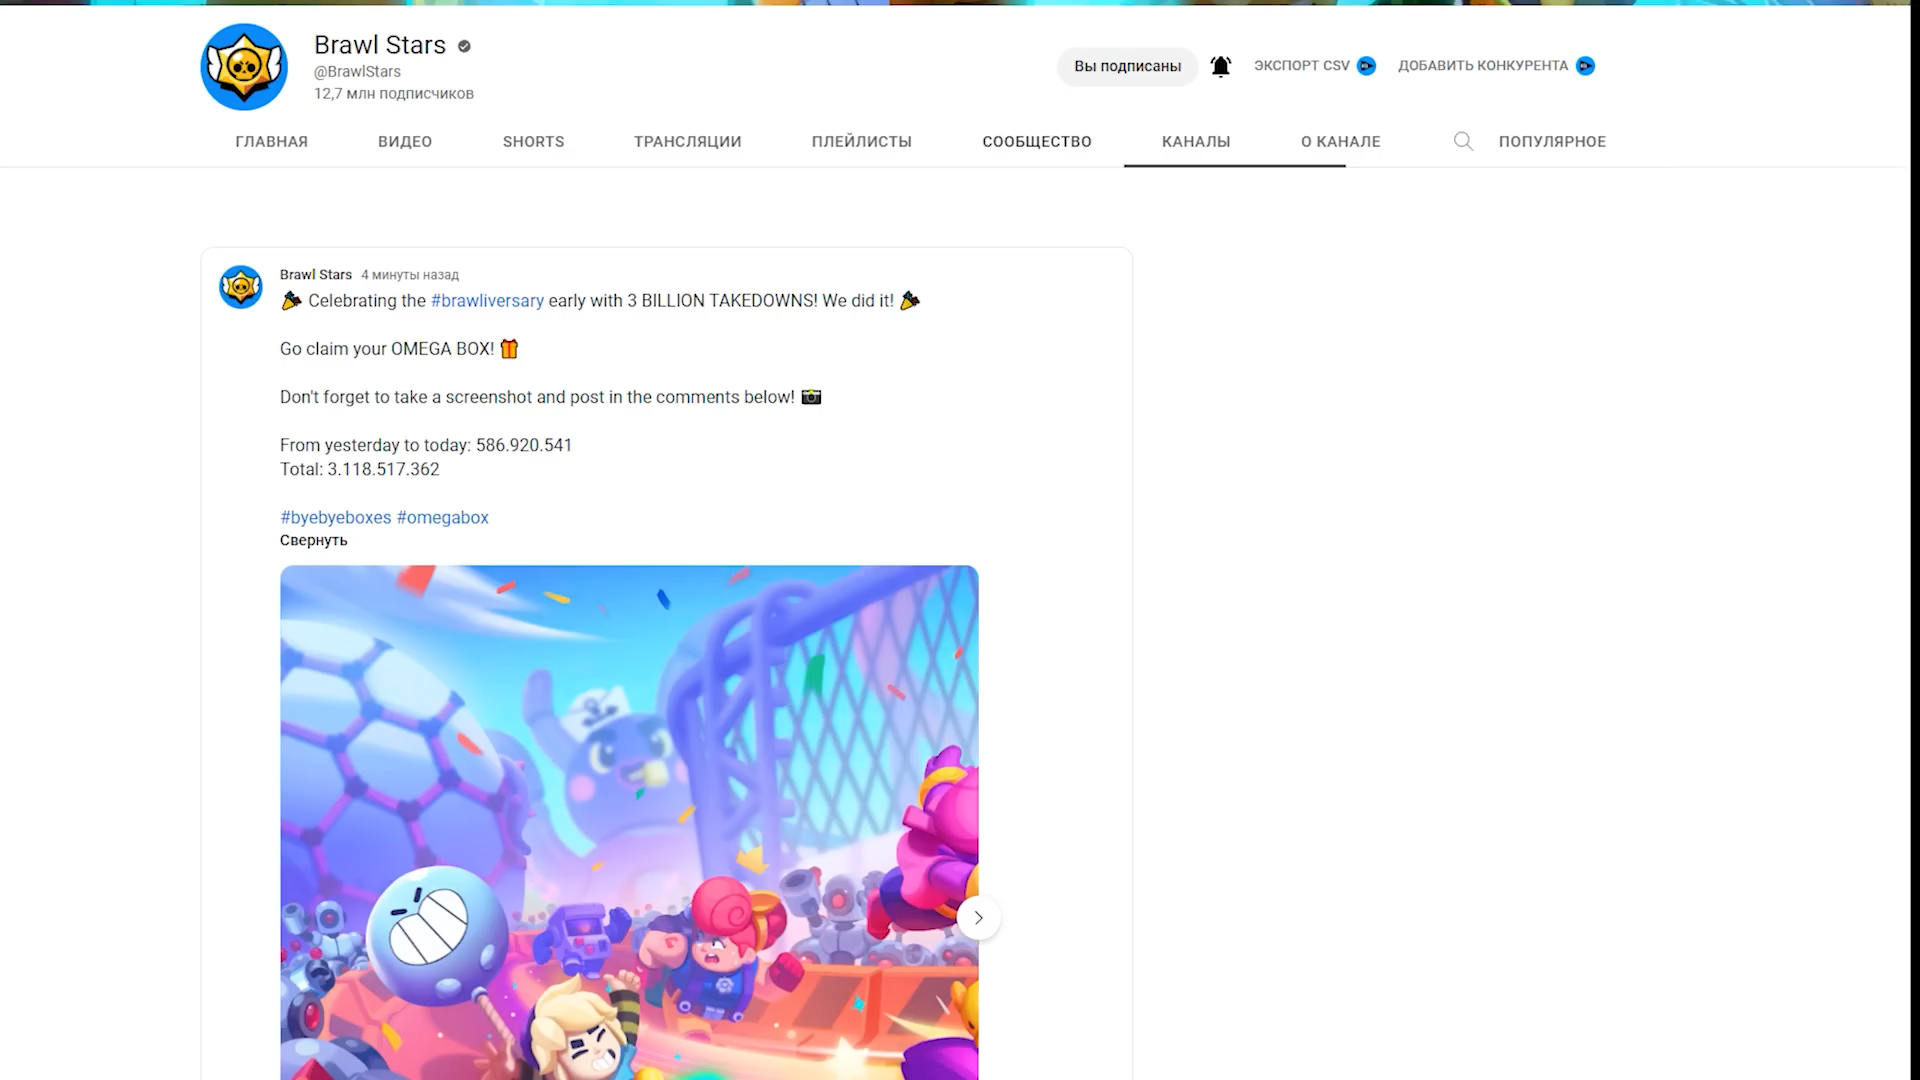 Brawl Stars
@BrawlStars
12,7 млн подписчиков
Вы подписаны
ЭКСПОРТ CSV
ДОБАВИТЬ КОНКУРЕНТА
ГЛАВНАЯ ВИДЕО SHORTS ТРАНСЛЯЦИИ ПЛЕЙЛИСТЫ СООБЩЕСТВО КАНАЛЫ О КАНАЛЕ ПОПУЛЯРНОЕ
Brawl Stars 4 минуты назад
🎉 Celebrating the #brawliversary early with 3 BILLION TAKEDOWNS! We did it! 🎉
Go claim your OMEGA BOX! 🎁
Don't forget to take a screenshot and post in the comments below! 📸
From yesterday to today: 586.920.541
Total: 3.118.517.362
#byebyeboxes #omegabox
Свернуть